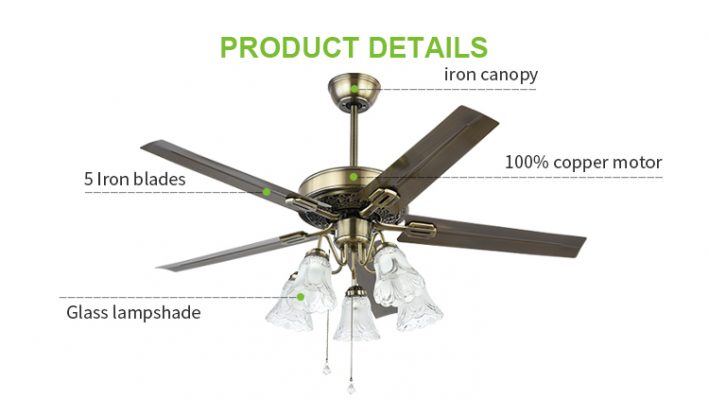 PRODUCT DETAILS
iron canopy
100% copper motor
5 Iron blades
Glass lampshade